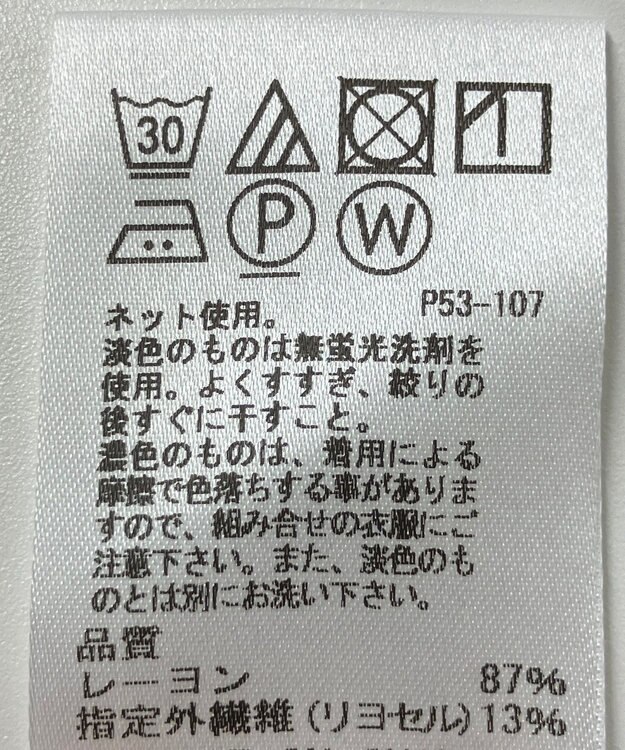 30
P W
P53-107
ネット使用。
淡色のものは無蛍光洗剤を
使用。よくすすぎ、絞りの
後すぐに干すこと。
濃色のものは、着用による
摩擦で色落ちする事がありま
すので、組み合せの衣服にご
注意下さい。また、淡色のも
のとは別にお洗い下さい。
品質
レーヨン 87%
指定外繊維(リヨセル)13%